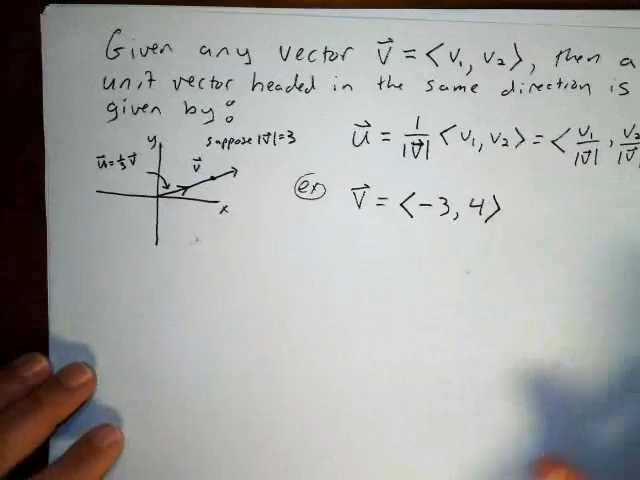 Given any vector v⃗ = ⟨v₁, v₂⟩, then a
unit vector headed in the same direction is
given by:
y
suppose |v⃗| = 3
u⃗ = 1/3 v⃗
v⃗
x
u⃗ = 1/|v⃗| ⟨v₁, v₂⟩ = ⟨v₁/|v⃗|, v₂/|v⃗|
ex
v⃗ = ⟨-3, 4⟩